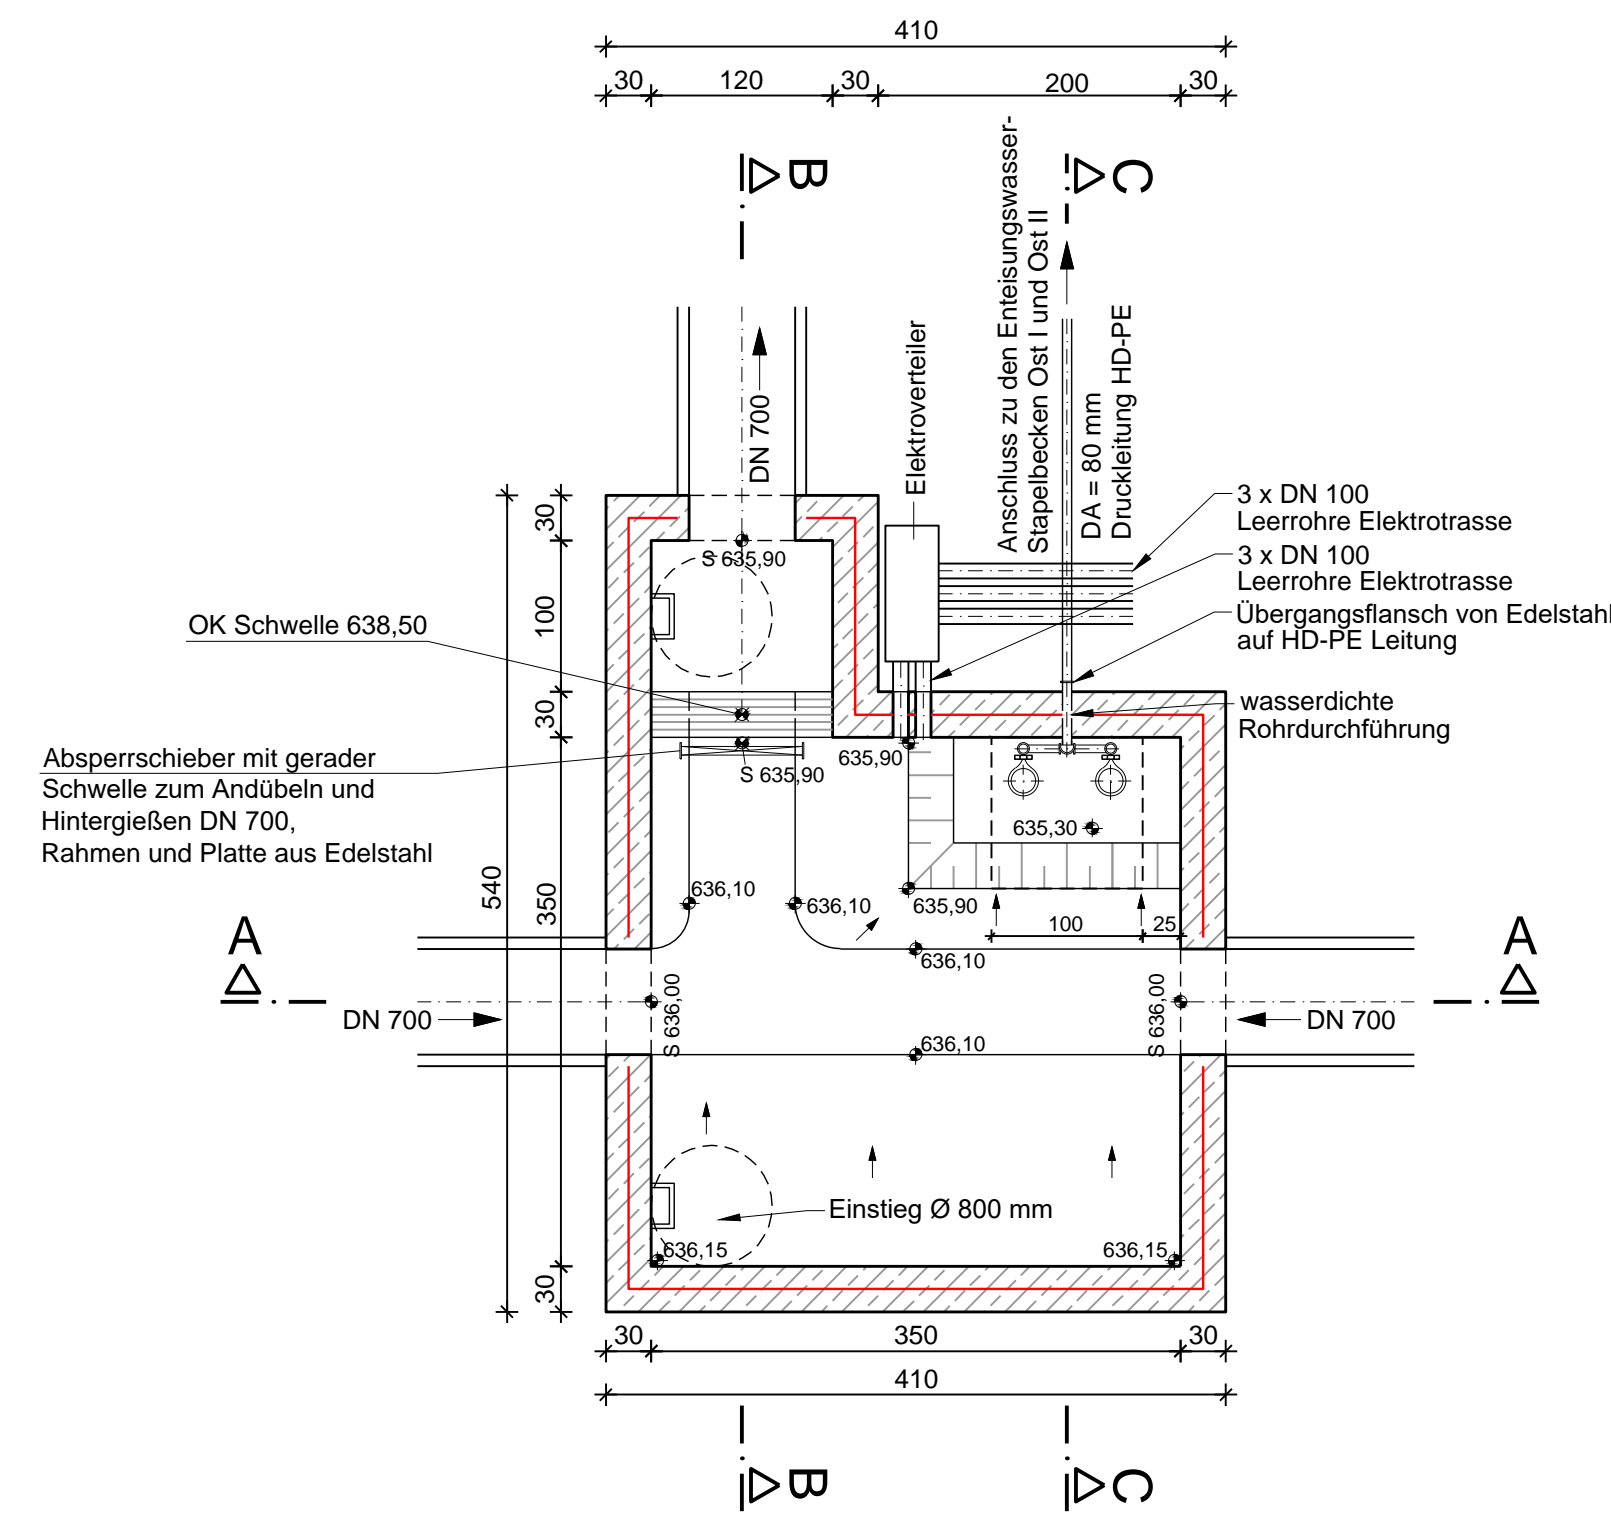 410
30
120
30
200
30
B
C
Anschluss zu den Enteisungwasser-
Stapelbecken Ost I und Ost II
DA = 80 mm
Druckleitung HD-PE
Elektroverteiler
DN 700
3 x DN 100
Leerrohre Elektrotrasse
3 x DN 100
Leerrohre Elektrotrasse
Übergangsflansch von Edelstahl
auf HD-PE Leitung
wasserdichte
Rohrdurchführung
OK Schwelle 638,50
Absperrschieber mit gerader
Schwelle zum Andübeln und
Hintergießen DN 700,
Rahmen und Platte aus Edelstahl
540
30
100
30
350
30
S 635,90
S 635,90
635,90
635,30
636,10
636,10
635,90
100
25
636,10
A
A
DN 700
S 636,00
S 636,00
DN 700
636,10
Einstieg Ø 800 mm
636,15
636,15
30
350
30
410
B
C